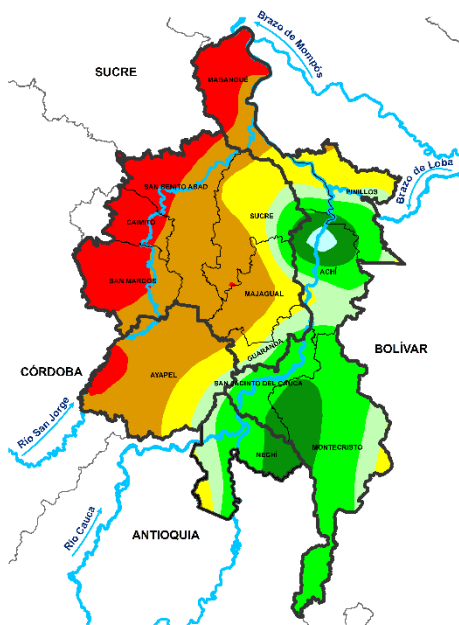 Brazo de Mompós
SUCRE
MAGANGUÉ
Brazo de Loba
SAN BENITO ABAD
PINILLOS
SUCRE
CAIMITO
ACHÍ
SAN MARCOS
MAJAGUAL
BOLÍVAR
GUARANDA
CÓRDOBA
AYAPEL
SAN JACINTO DEL CAUCA
Río San Jorge
MONTECRISTO
NECHÍ
Río Cauca
ANTIOQUIA